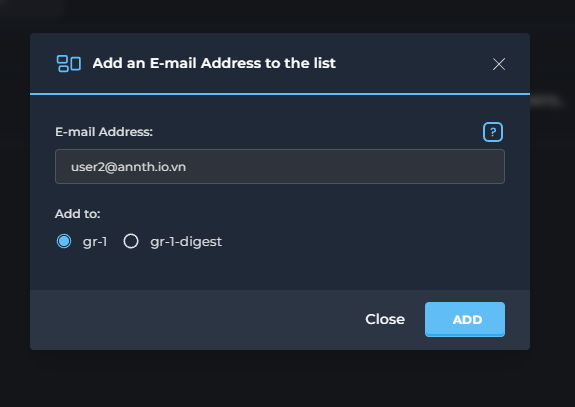 Add an E-mail Address to the list
E-mail Address:
?
user2@annth.io.vn
Add to:
gr-1
gr-1-digest
Close
ADD